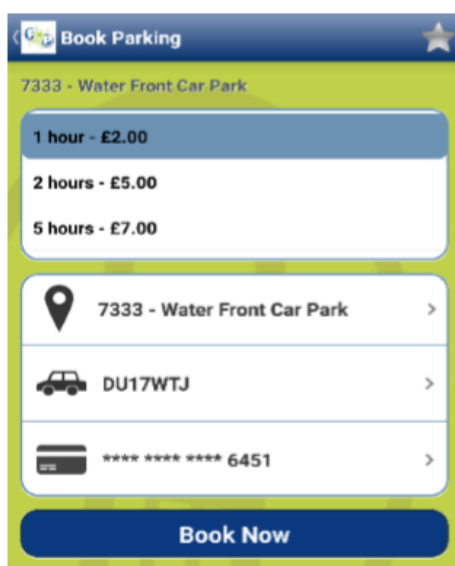 Book Parking
7333 - Water Front Car Park
1 hour - £2.00
2 hours - £5.00
5 hours - £7.00
7333 - Water Front Car Park
DU17WTJ
**** **** **** 6451
Book Now